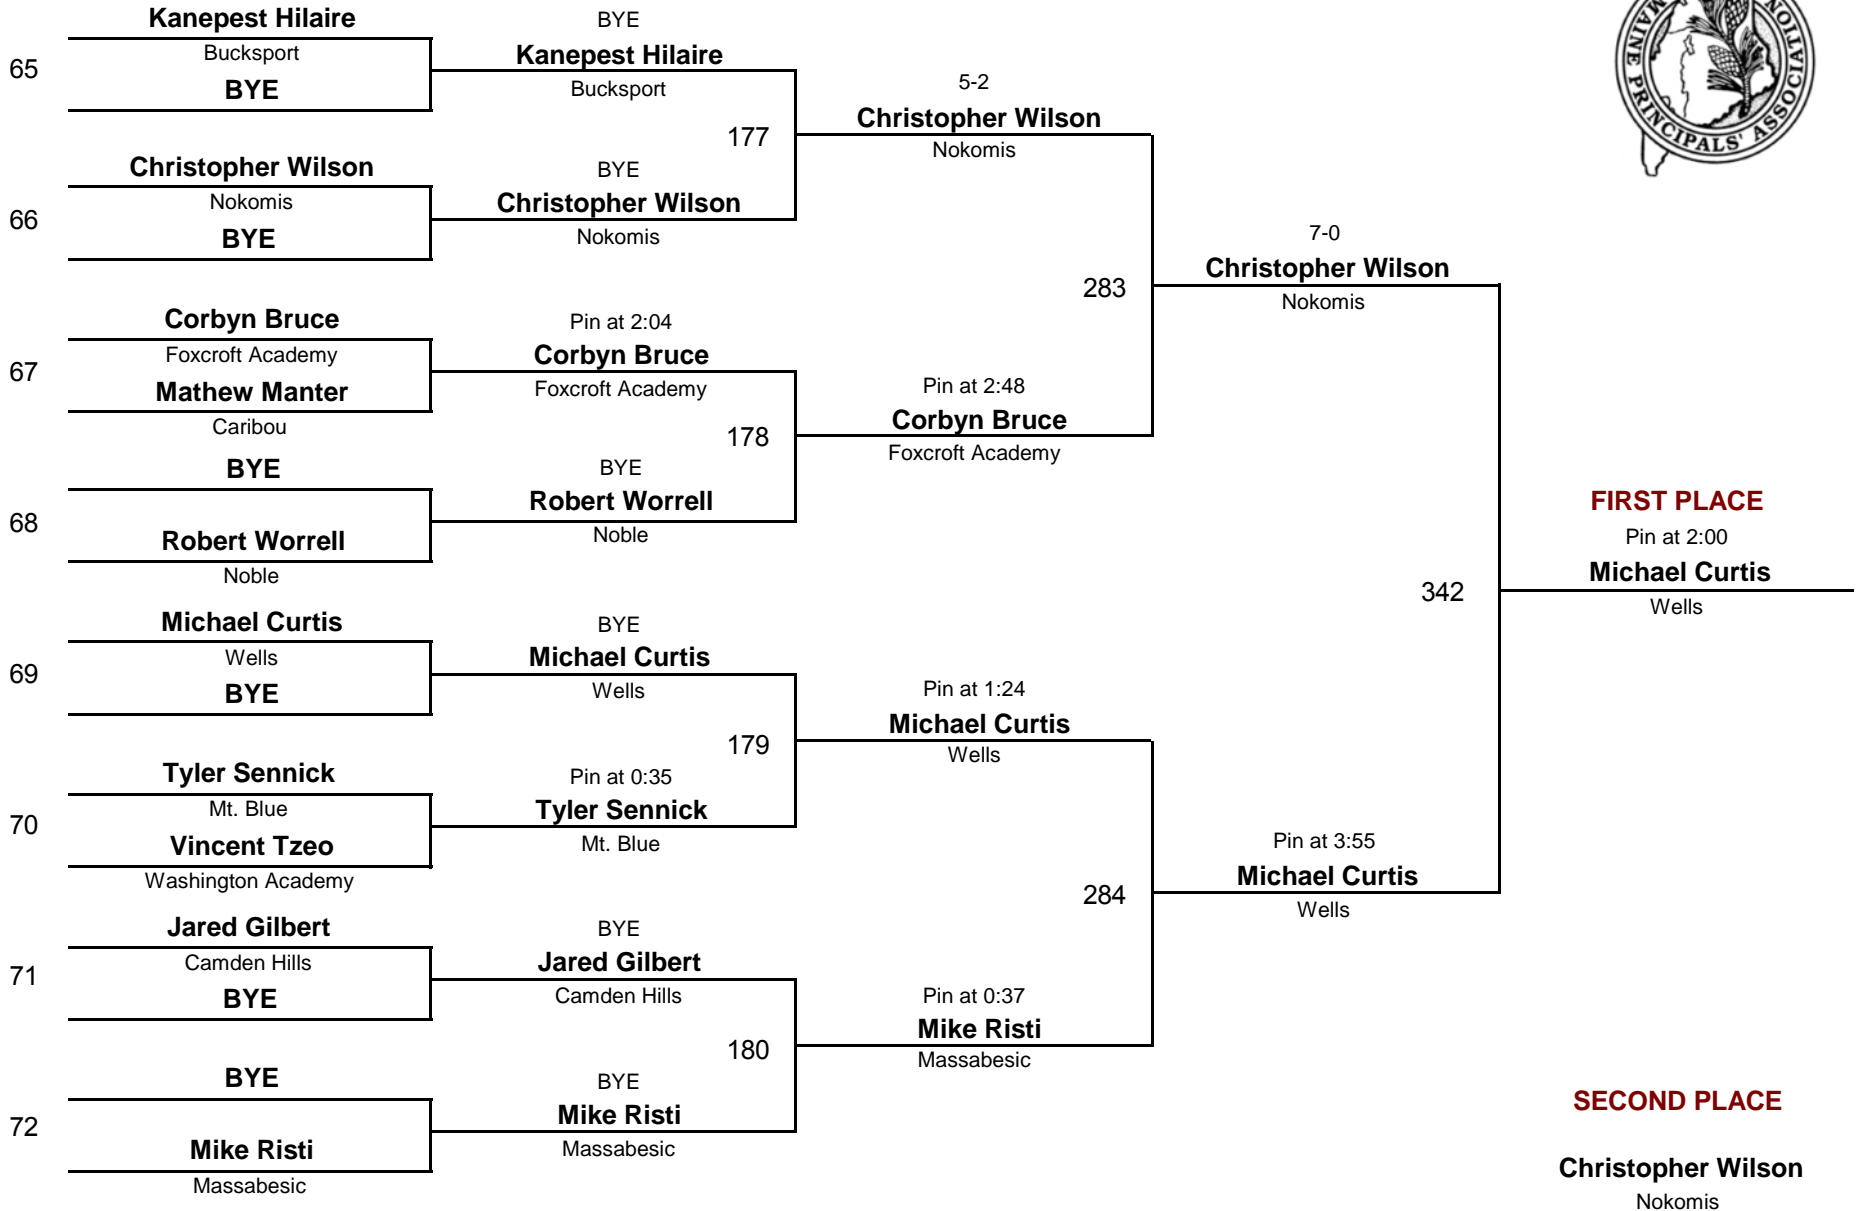 Kanepest Hilaire
65
Bucksport
BYE
Christopher Wilson
66
Nokomis
BYE
Corbyn Bruce
67
Foxcroft Academy
Mathew Manter
Caribou
BYE
68
Robert Worrell
Noble
Michael Curtis
69
Wells
BYE
Tyler Sennick
70
Mt. Blue
Vincent Tzeo
Washington Academy
Jared Gilbert
71
Camden Hills
BYE
BYE
72
Mike Risti
Massabesic
BYE
Kanepest Hilaire
Bucksport
177
BYE
Christopher Wilson
Nokomis
Pin at 2:04
Corbyn Bruce
Foxcroft Academy
178
BYE
Robert Worrell
Noble
BYE
Michael Curtis
Wells
179
Pin at 0:35
Tyler Sennick
Mt. Blue
BYE
Jared Gilbert
Camden Hills
180
BYE
Mike Risti
Massabesic
5-2
Christopher Wilson
Nokomis
283
Pin at 2:48
Corbyn Bruce
Foxcroft Academy
Pin at 1:24
Michael Curtis
Wells
284
Pin at 0:37
Mike Risti
Massabesic
7-0
Christopher Wilson
Nokomis
342
Pin at 3:55
Michael Curtis
Wells
MAINE PRINCIPALS' ASSOCIATION
FIRST PLACE
Pin at 2:00
Michael Curtis
Wells
SECOND PLACE
Christopher Wilson
Nokomis